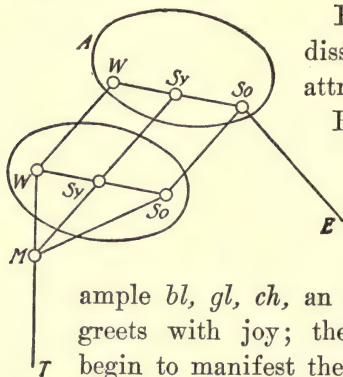 A
W
Sy
So
diss
attr
W
Sy
So
E
M
T
ample bl, gl, ch, an
greets with joy; the
begin to manifest the